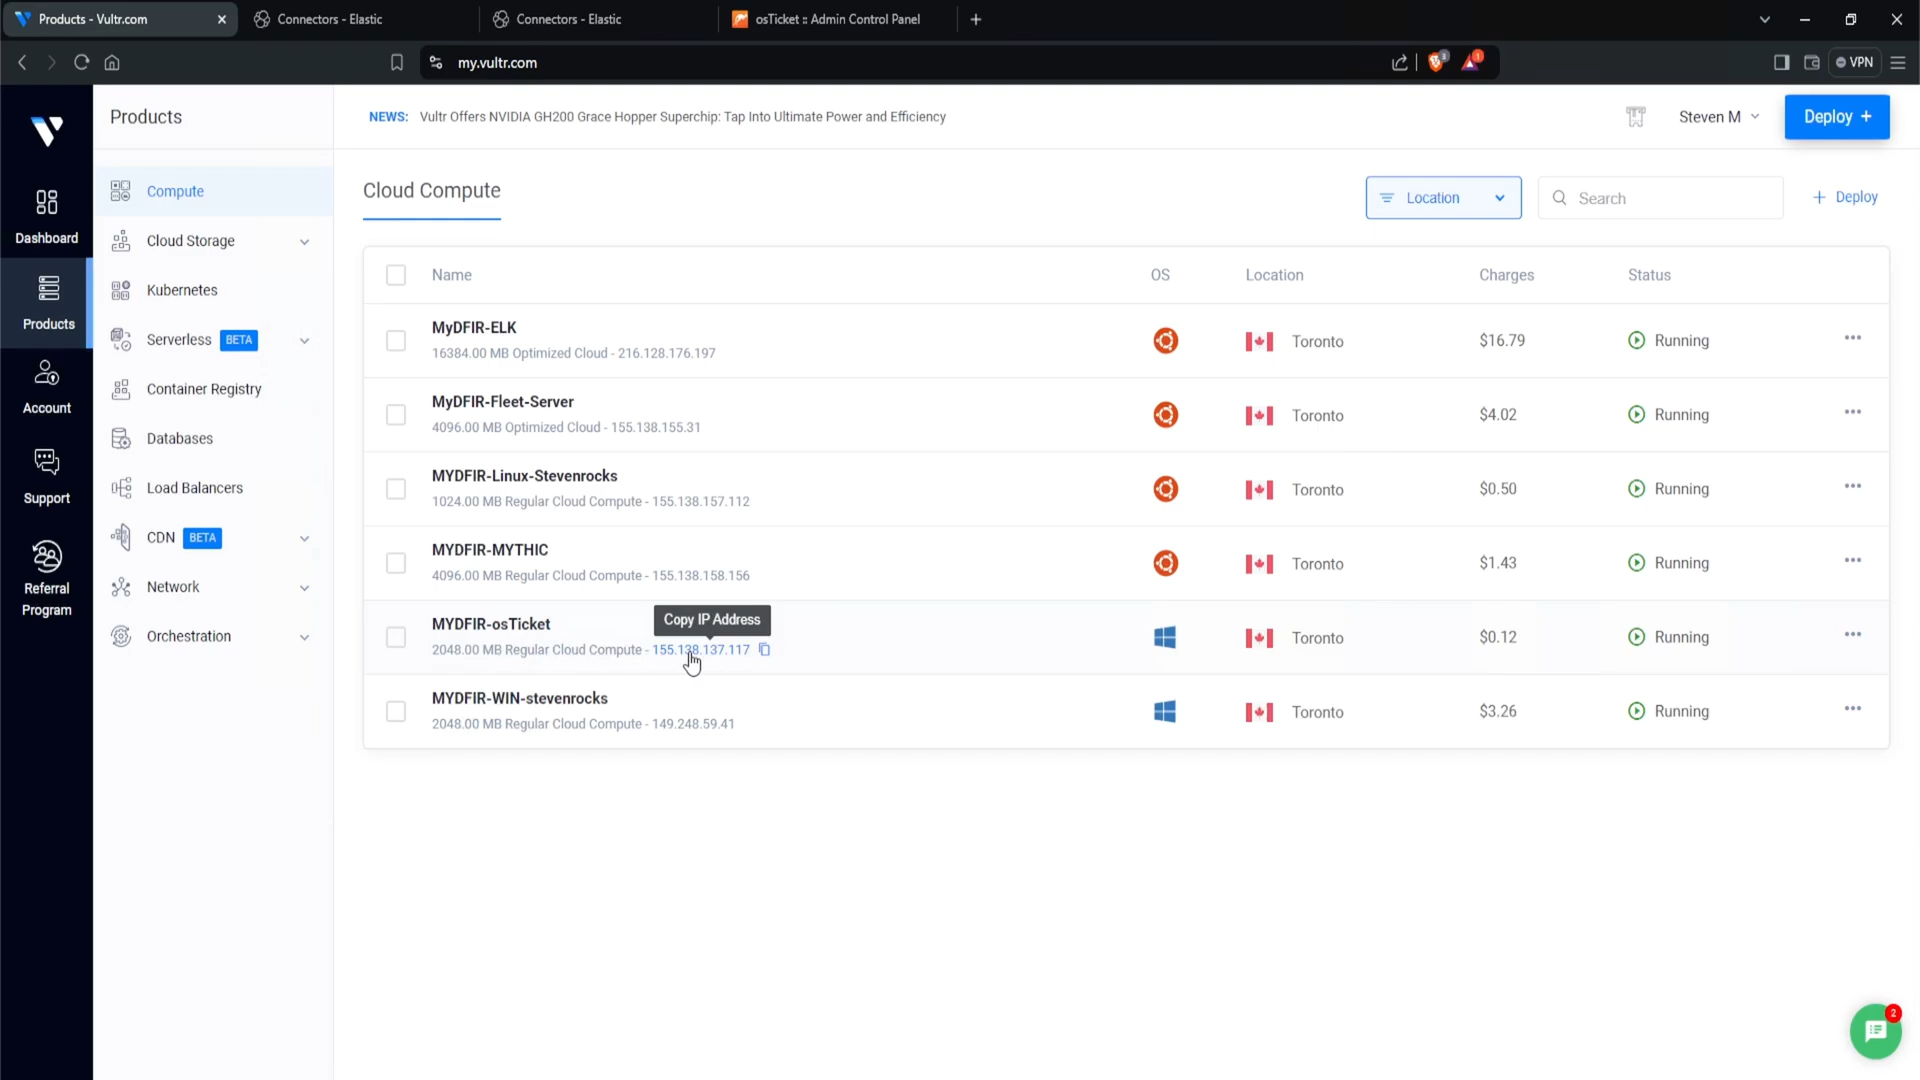 Products - Vultr.com
Connectors - Elastic
Connectors - Elastic
osTicket :: Admin Control Panel
my.vultr.com
3
1
VPN
Products
NEWS: Vultr Offers NVIDIA GH200 Grace Hopper Superchip: Tap Into Ultimate Power and Efficiency
Steven M
Deploy +
Dashboard
Products
Account
Support
Referral
Program
Compute
Cloud Storage
Kubernetes
Serverless BETA
Container Registry
Databases
Load Balancers
CDN BETA
Network
Orchestration
Cloud Compute
Location
Search
+ Deploy
Name OS Location Charges Status
MyDFIR-ELK
16384.00 MB Optimized Cloud - 216.128.176.197
Toronto $16.79 Running
MyDFIR-Fleet-Server
4096.00 MB Optimized Cloud - 155.138.155.31
Toronto $4.02 Running
MYDFIR-Linux-Stevenrocks
1024.00 MB Regular Cloud Compute - 155.138.157.112
Toronto $0.50 Running
MYDFIR-MYTHIC
4096.00 MB Regular Cloud Compute - 155.138.158.156
Toronto $1.43 Running
Copy IP Address
MYDFIR-osTicket
2048.00 MB Regular Cloud Compute - 155.138.137.117
Toronto $0.12 Running
MYDFIR-WIN-stevenrocks
2048.00 MB Regular Cloud Compute - 149.248.59.41
Toronto $3.26 Running
2